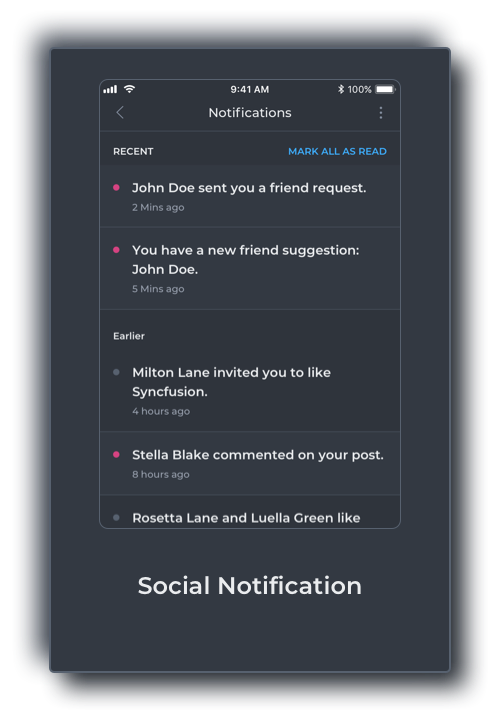 9:41 AM 100%
Notifications
RECENT MARK ALL AS READ
John Doe sent you a friend request.
2 Mins ago
You have a new friend suggestion:
John Doe.
5 Mins ago
Earlier
Milton Lane invited you to like
Syncfusion.
4 hours ago
Stella Blake commented on your post.
8 hours ago
Rosetta Lane and Luella Green like
Social Notification